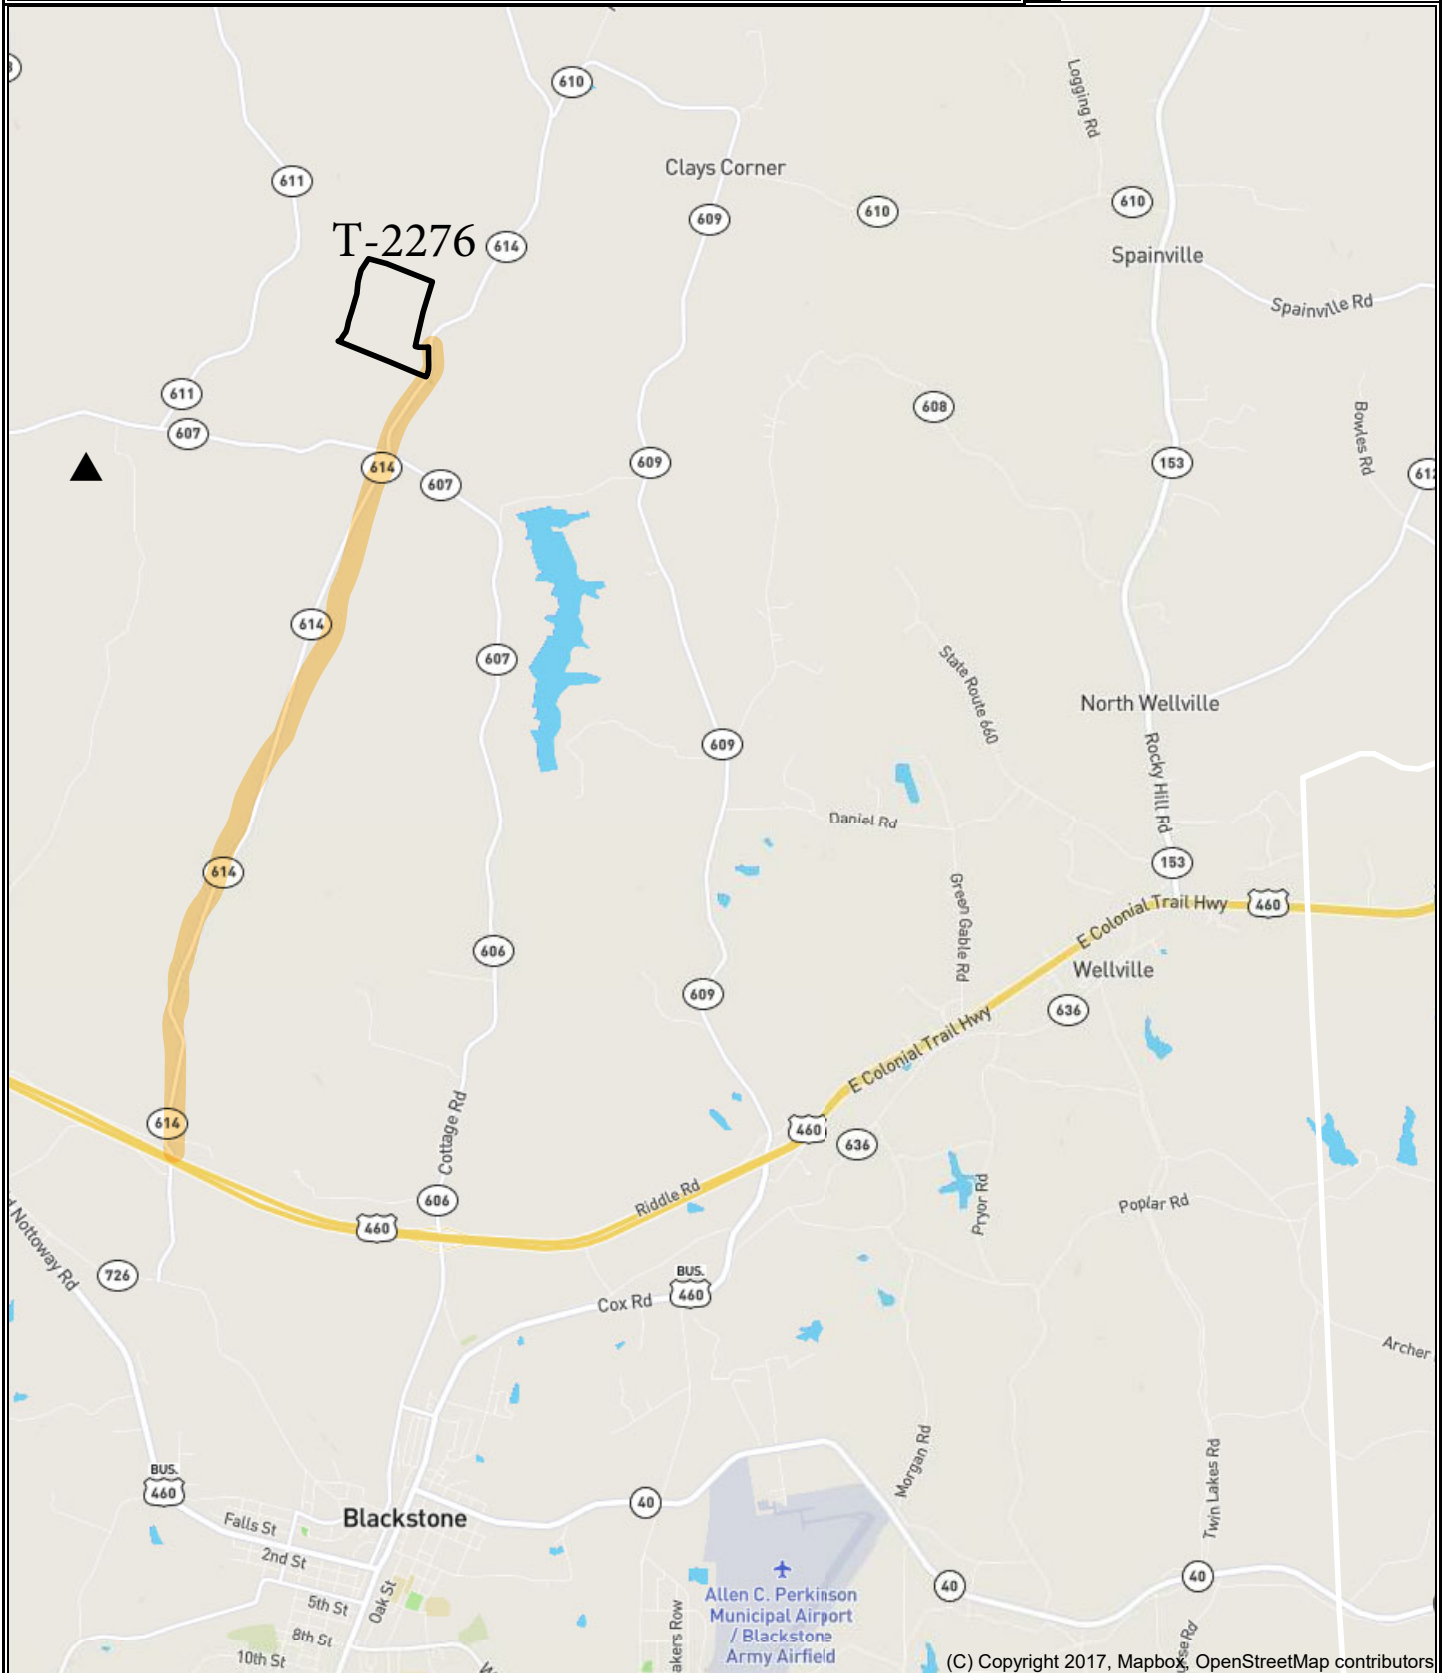 610
Logging Rd
Clays Corner
611
609
610
610
T-2276
614
Spainville
Spainville Rd
611
607
608
Bowles Rd
614
607
609
153
614
607
State Route 660
North Wellville
609
Rocky Hill Rd
Daniel Rd
614
153
Green Gable Rd
E Colonial Trail Hwy
460
606
Wellville
609
636
E Colonial Trail Hwy
614
Cottage Rd
460
636
606
Riddle Rd
Pryor Rd
Poplar Rd
460
Nottoway Rd
726
BUS.
460
Cox Rd
Archer
BUS.
460
Morgan Rd
Twin Lakes Rd
40
Blackstone
Falls St
2nd St
5th St
Oak St
8th St
10th St
40
40
Allen C. Perkinson
Municipal Airport
/ Blackstone
Army Airfield
(C) Copyright 2017, Mapbox, OpenStreetMap contributors